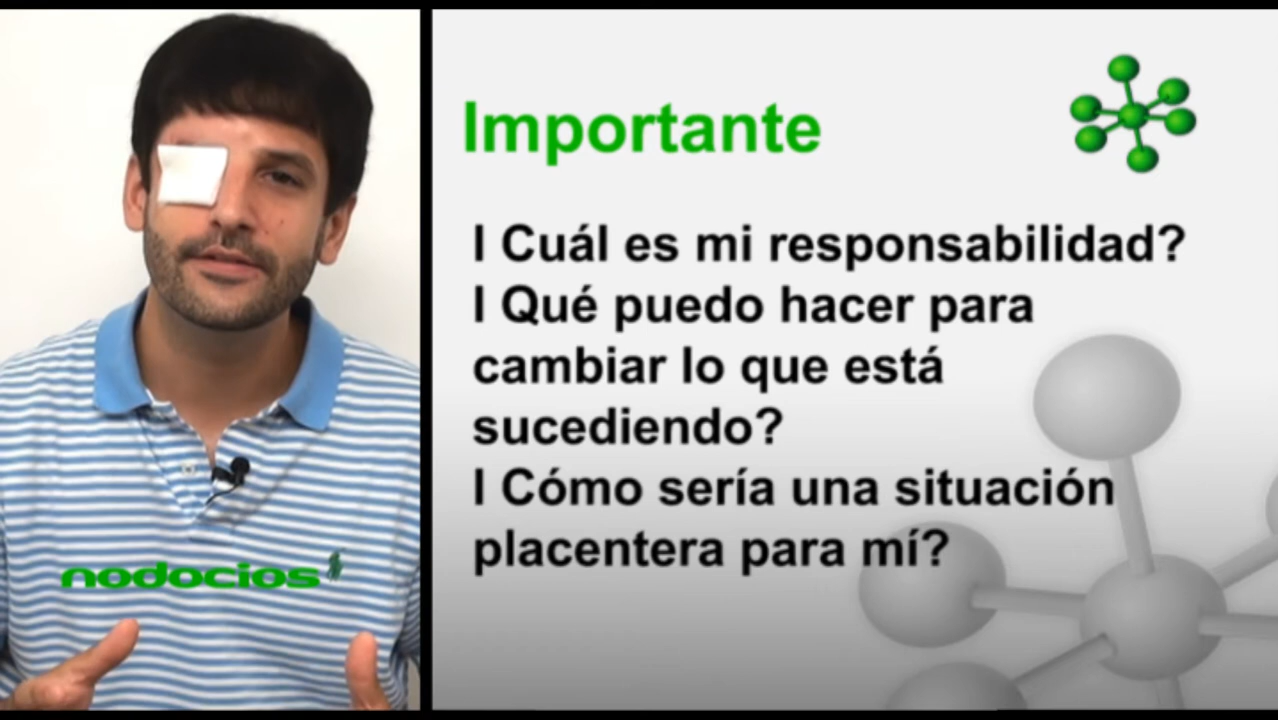 Importante
I Cuál es mi responsabilidad?
I Qué puedo hacer para
cambiar lo que está
sucediendo?
I Cómo sería una situación
placentera para mí?
nodocios